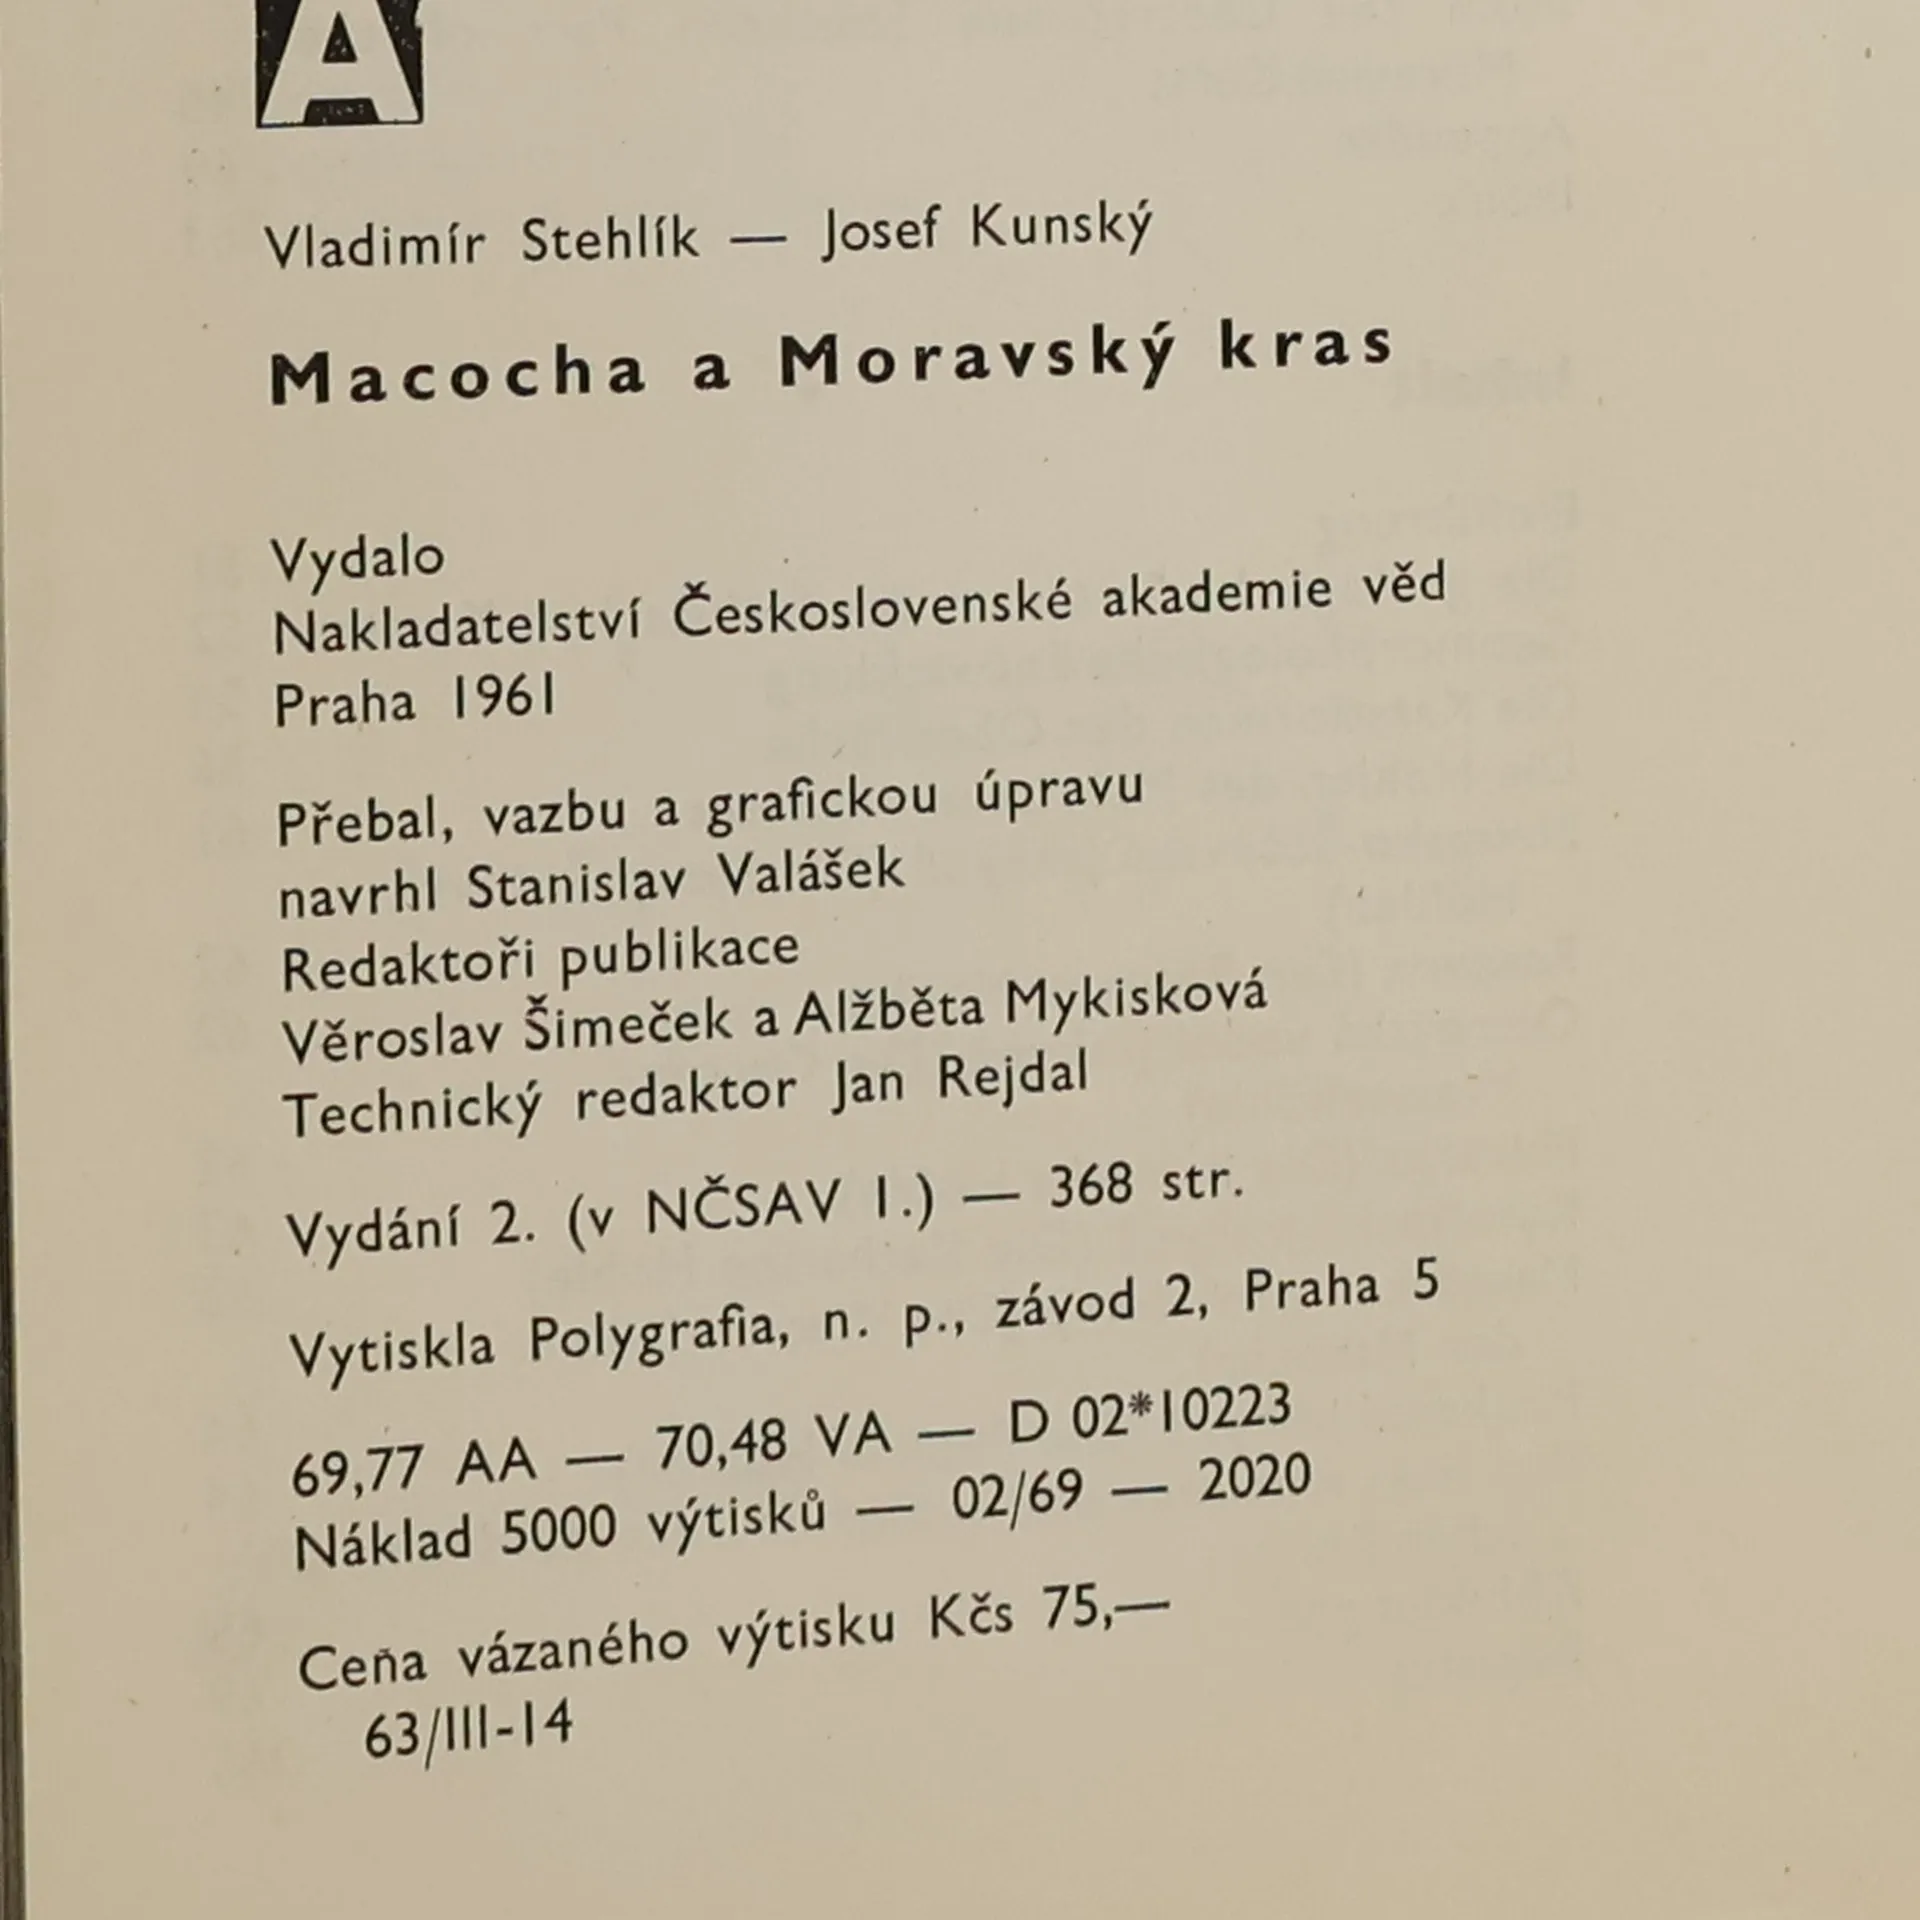 A
Vladimír Stehlík — Josef Kunský
Macocha a Moravský kras
Vydalo
Nakladatelství Československé akademie věd
Praha 1961
Přebal, vazbu a grafickou úpravu
navrhl Stanislav Valášek
Redaktoři publikace
Věroslav Šimeček a Alžběta Mykisková
Technický redaktor Jan Rejdal
Vydání 2. (v NČSAV 1.) — 368 str.
Vytiskla Polygrafia, n. p., závod 2, Praha 5
69,77 AA — 70,48 VA — D 02*10223
Náklad 5000 výtisků — 02/69 — 2020
Cena vázaného výtisku Kčs 75,—
63/III-14